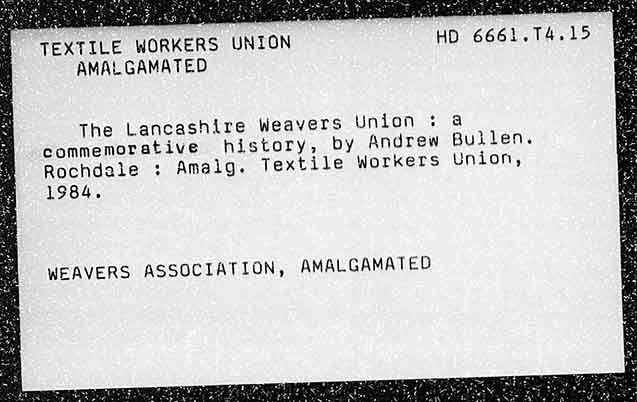 TEXTILE WORKERS UNION HD 6661.T4.15
AMALGAMATED
The Lancashire Weavers Union : a
commemorative history, by Andrew Bullen.
Rochdale : Amalg. Textile Workers Union,
1984.
WEAVERS ASSOCIATION, AMALGAMATED